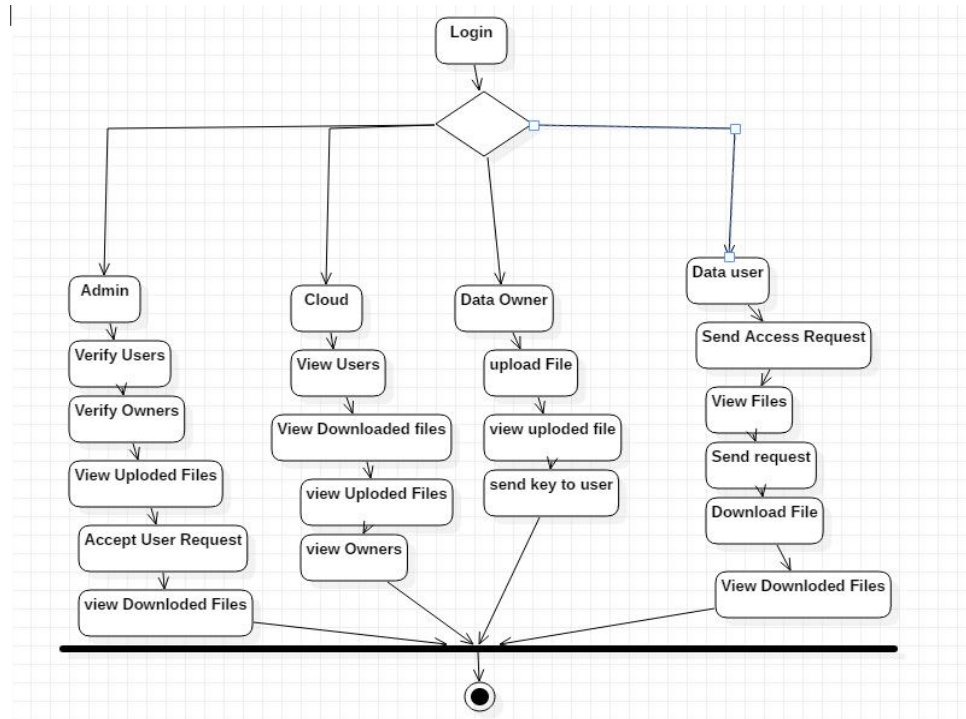 Login
Admin
Verify Users
Verify Owners
View Uploded Files
Accept User Request
view Downloded Files
Cloud
View Users
View Downloaded files
view Uploded Files
view Owners
Data Owner
upload File
view uploded file
send key to user
Data user
Send Access Request
View Files
Send request
Download File
View Downloded Files